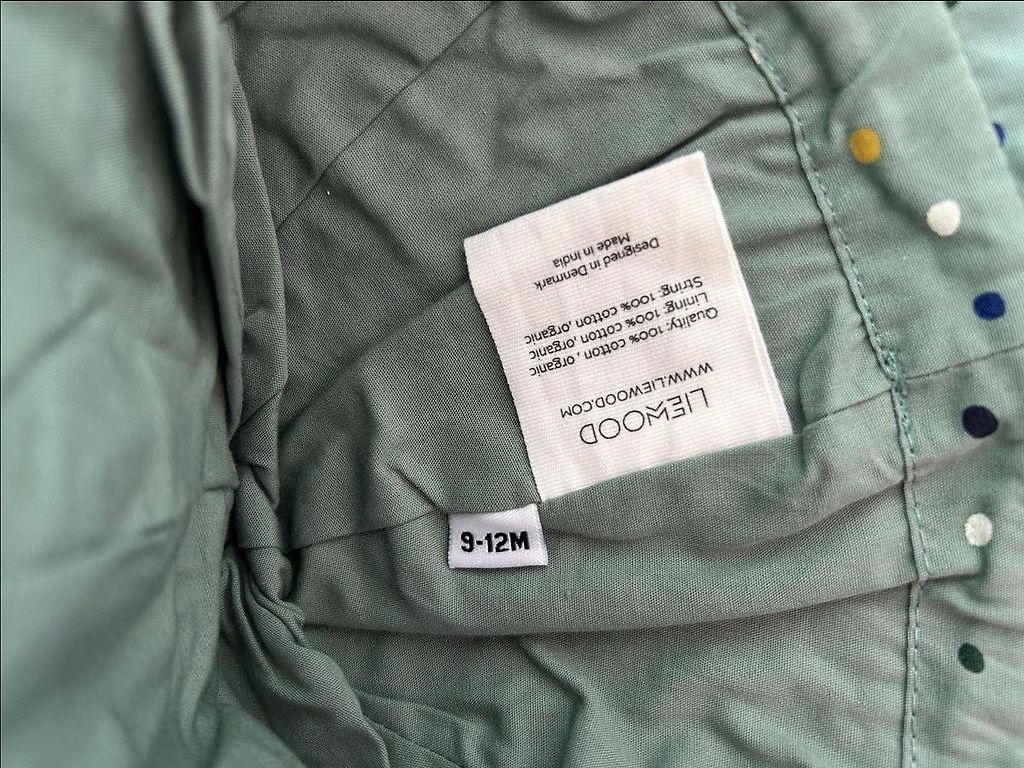 LIEWOOD
WWW.LIEWOOD.COM
Quality: 100% cotton , organic
Lining: 100% cotton ,organic
String: 100% cotton ,organic
Designed in Denmark
Made in India
9-12M